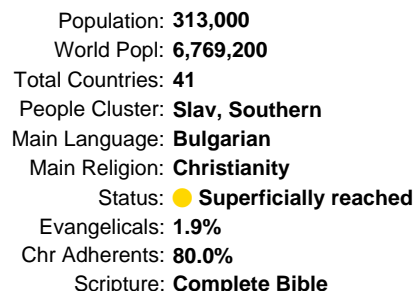 Population: 313,000
World Popl: 6,769,200
Total Countries: 41
People Cluster: Slav, Southern
Main Language: Bulgarian
Main Religion: Christianity
Status: Superficially reached
Evangelicals: 1.9%
Chr Adherents: 80.0%
Scripture: Complete Bible